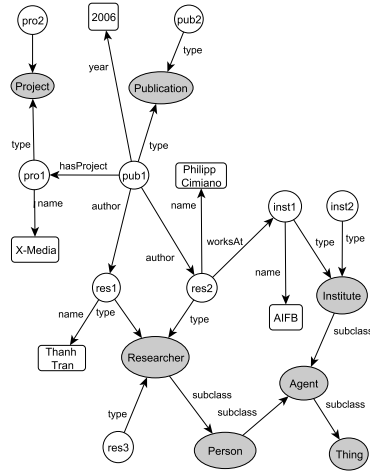 pro2
2006
pub2
year
type
Project
Publication
type
type
pro1
hasProject
pub1
Philipp
Cimiano
name
name
inst1
inst2
author
X-Media
author
worksAt
type
type
name
res1
res2
Institute
name
type
type
AIFB
Thanh
Tran
Researcher
subclass
Agent
type
subclass
subclass
subclass
res3
Person
Thing